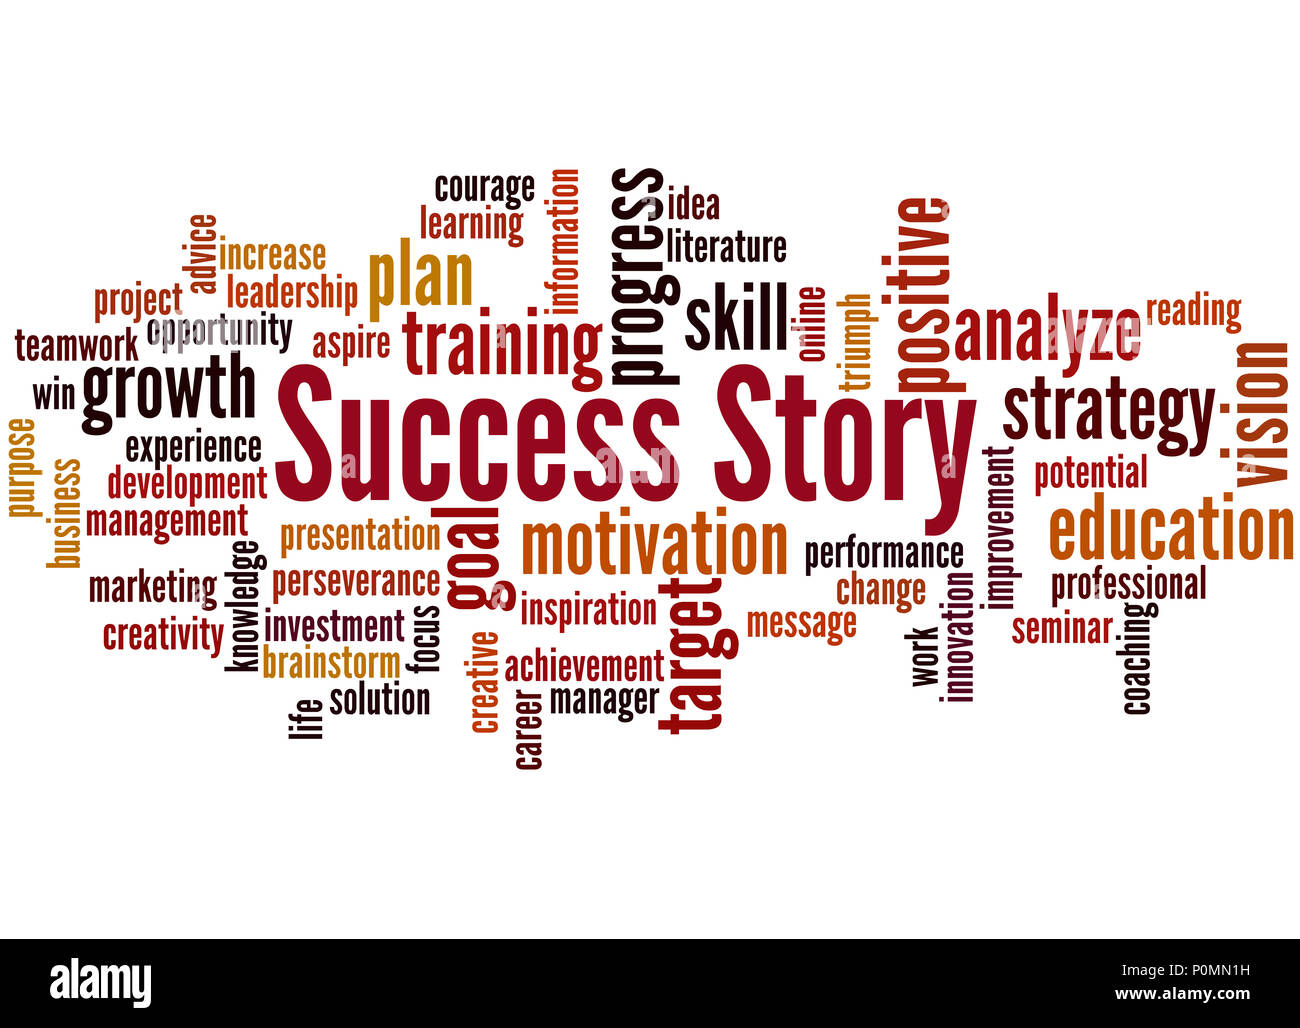 courage
learning
information
progress
idea
literature
positive
advice
increase
leadership
plan
project
opportunity
aspire
training
skill
online
triumph
analyze
reading
teamwork
win
growth
Success Story
strategy
vision
experience
development
management
purpose
business
potential
education
presentation
goal
motivation
performance
improvement
professional
marketing
knowledge
perseverance
inspiration
target
change
message
innovation
work
seminar
coaching
creativity
investment
focus
brainstorm
creative
achievement
manager
solution
life
career
alamy
Image ID: P0MN1H
www.alamy.com